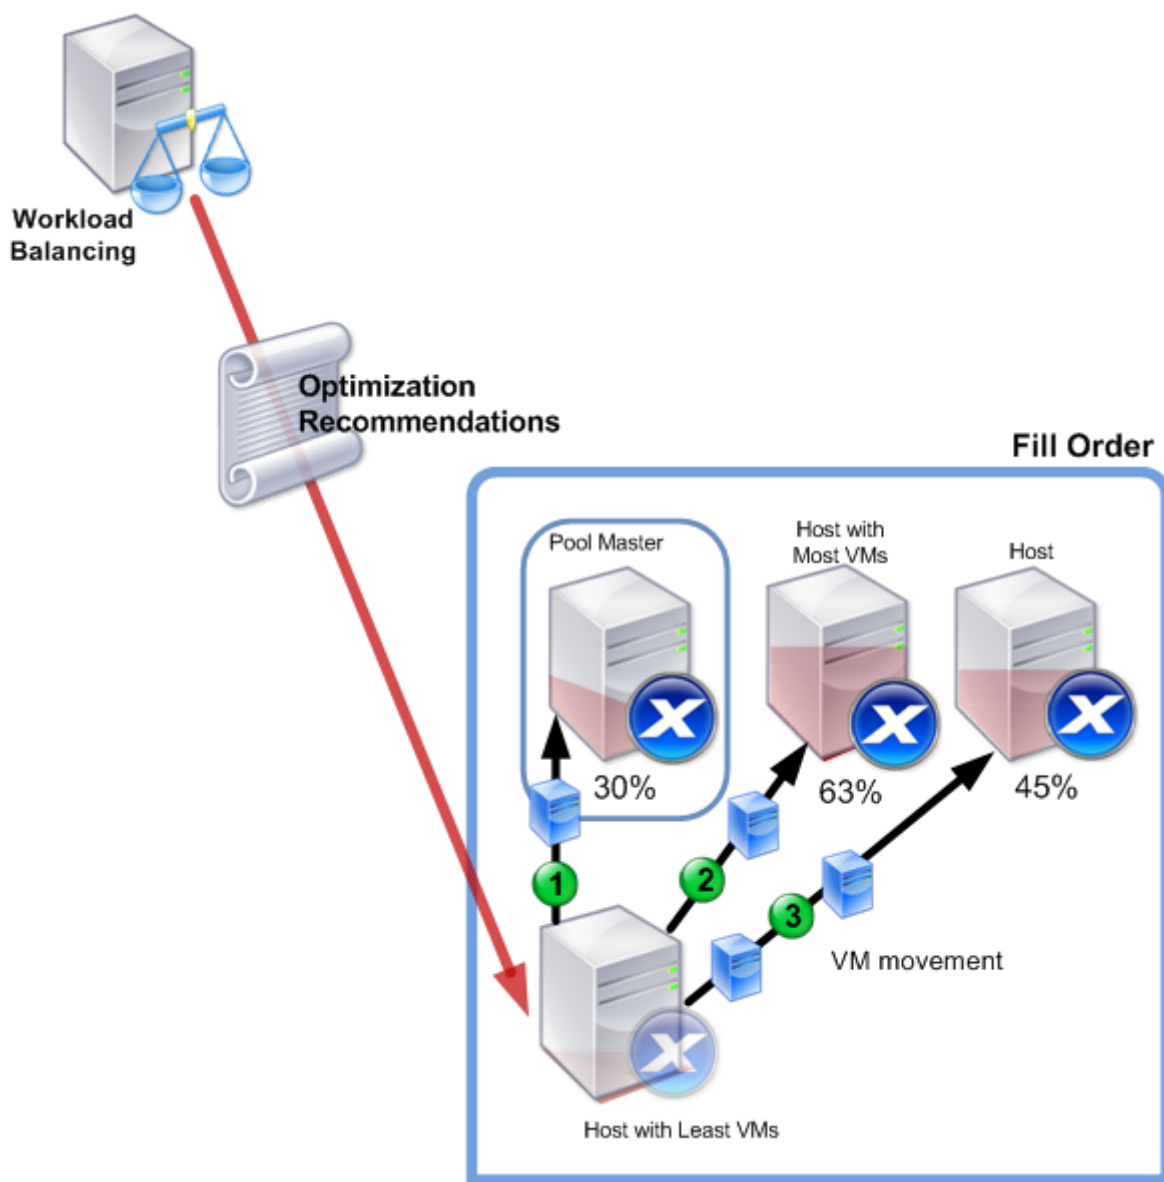 Workload
Balancing
Optimization
Recommendations
Fill Order
Pool Master
Host with
Most VMs
Host
30%
63%
45%
1
2
3
VM movement
Host with Least VMs